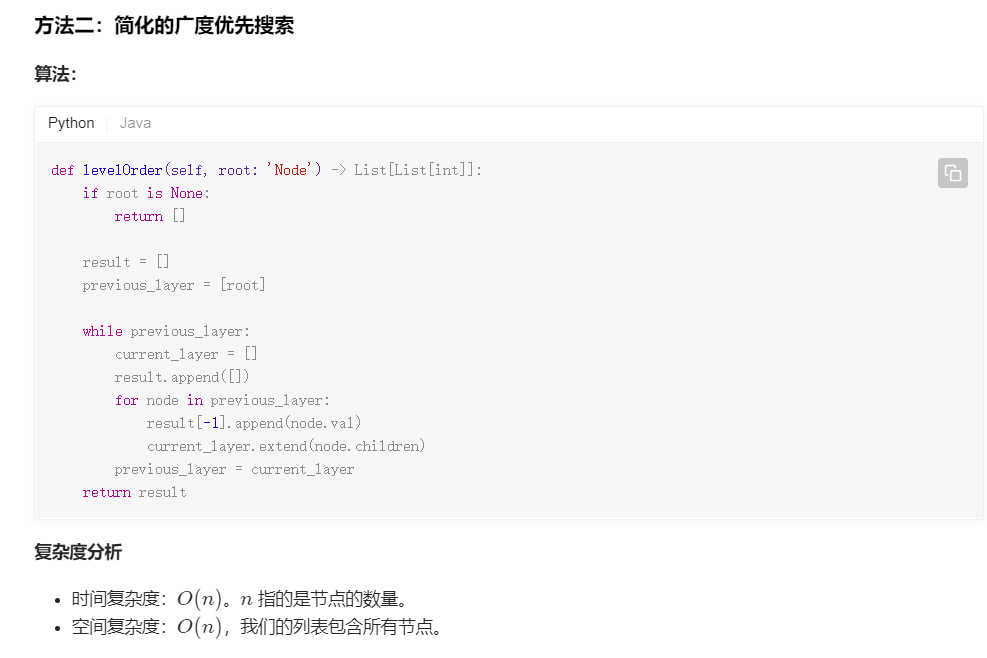 方法二：简化的广度优先搜索
算法：
Python | Java
def levelOrder(self, root: 'Node') -> List[List[int]]:
    if root is None:
        return []

    result = []
    previous_layer = [root]

    while previous_layer:
        current_layer = []
        result.append([])
        for node in previous_layer:
            result[-1].append(node.val)
            current_layer.extend(node.children)
        previous_layer = current_layer
    return result
复杂度分析
• 时间复杂度：O(n)。n 指的是节点的数量。
• 空间复杂度：O(n)，我们的列表包含所有节点。